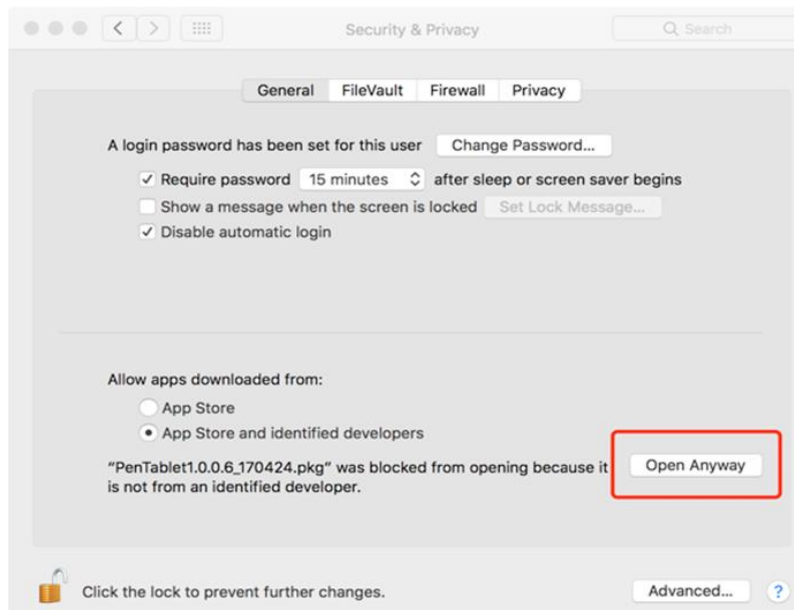 Security & Privacy
Search
General FileVault Firewall Privacy
A login password has been set for this user Change Password...
Require password 15 minutes after sleep or screen saver begins
Show a message when the screen is locked Set Lock Message...
Disable automatic login
Allow apps downloaded from:
App Store
App Store and identified developers
“PenTablet1.0.0.6_170424.pkg” was blocked from opening because it Open Anyway
is not from an identified developer.
Click the lock to prevent further changes. Advanced... ?